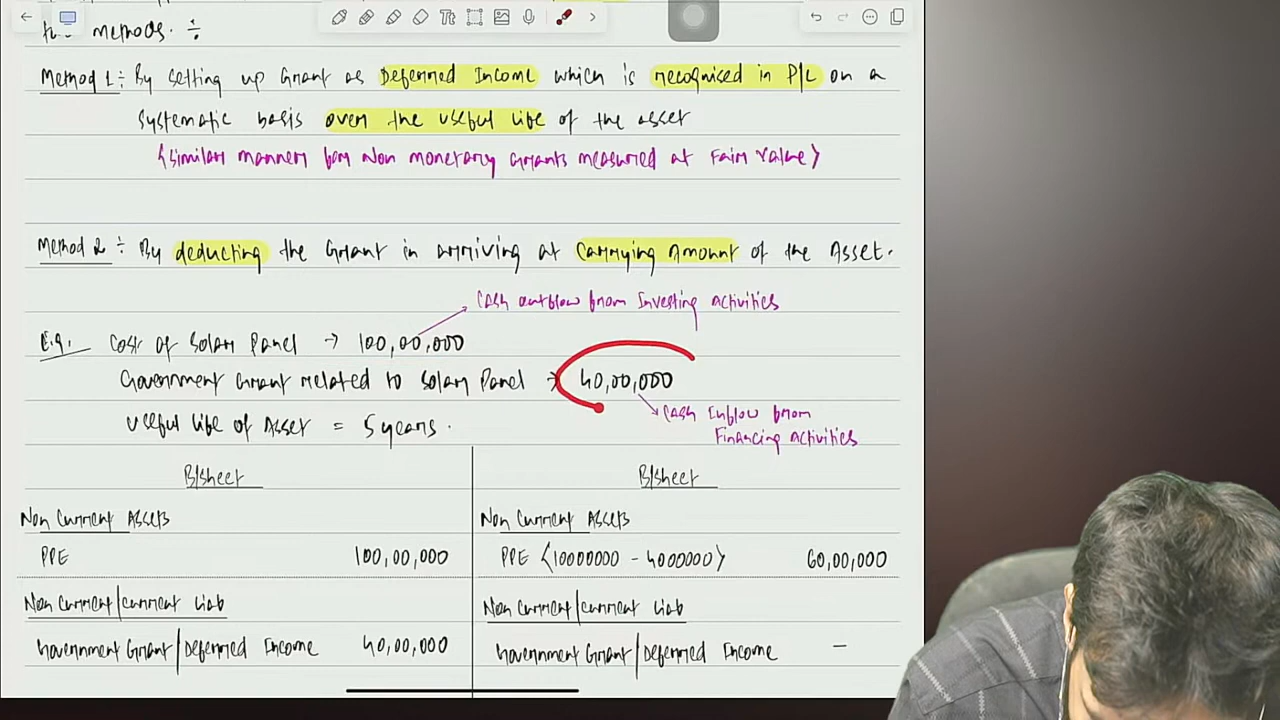 two methods. ÷
Method 1 ÷ By setting up Grant as Deferred Income which is recognised in P/L on a
systematic basis over the useful life of the asset
{similar manner for Non monetary grants measured at Fair Value}
Method 2 ÷ By deducting the Grant in arriving at Carrying Amount of the Asset.
Cash outflow from Investing activities
E.g. Cost of Solar Panel → 100,00,000
Government Grant related to Solar Panel → 40,00,000
Cash Inflow from
Financing activities
Useful life of Asset = 5 years.
B/Sheet
Non Current Assets
PPE 100,00,000
Non Current/Current Liab
Government Grant/Deferred Income 40,00,000
B/Sheet
Non Current Assets
PPE {10000000 - 4000000} 60,00,000
Non Current/Current Liab
Government Grant/Deferred Income —